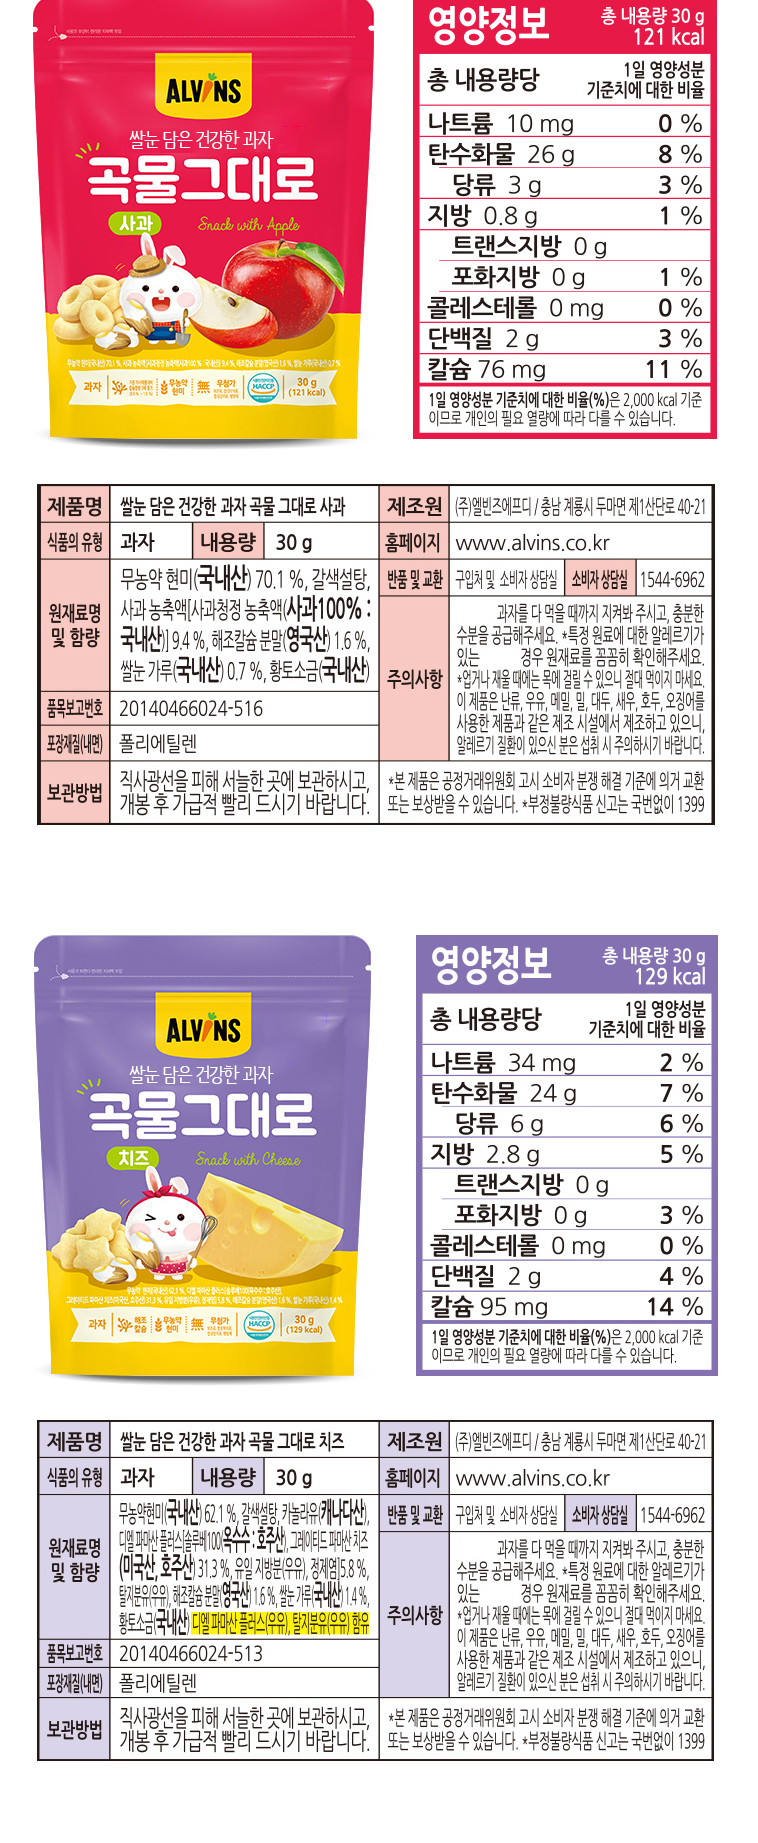 ALVINS
쌀눈 담은 건강한 과자
곡물그대로
사과
Snack with Apple
과자
무농약
현미
無
무첨가
HACCP
30 g
(121 kcal)
영양정보
총 내용량 30 g
121 kcal
총 내용량당
1일 영양성분
기준치에 대한 비율
나트륨 10 mg 0 %
탄수화물 26 g 8 %
당류 3 g 3 %
지방 0.8 g 1 %
트랜스지방 0 g
포화지방 0 g 1 %
콜레스테롤 0 mg 0 %
단백질 2 g 3 %
칼슘 76 mg 11 %
1일 영양성분 기준치에 대한 비율(%)은 2,000 kcal 기준
이므로 개인의 필요 열량에 따라 다를 수 있습니다.
제품명 쌀눈 담은 건강한 과자 곡물 그대로 사과
식품의 유형 과자 내용량 30 g
원재료명
및 함량
무농약 현미(국내산) 70.1 %, 갈색설탕,
사과 농축액[사과청정 농축액(사과100% :
국내산)] 9.4 %, 해조칼슘 분말(영국산) 1.6 %,
쌀눈 가루(국내산) 0.7 %, 황토소금(국내산)
품목보고번호 20140466024-516
포장재질(내면) 폴리에틸렌
보관방법
직사광선을 피해 서늘한 곳에 보관하시고,
개봉 후 가급적 빨리 드시기 바랍니다.
제조원 (주)엘빈즈에프디 / 충남 계룡시 두마면 제1산단로 40-21
홈페이지 www.alvins.co.kr
반품 및 교환 구입처 및 소비자 상담실 소비자 상담실 1544-6962
주의사항
과자를 다 먹을 때까지 지켜봐 주시고, 충분한
수분을 공급해주세요. *특정 원료에 대한 알레르기가
있는 경우 원재료를 꼼꼼히 확인해주세요.
*업거나 재울 때에는 목에 걸릴 수 있으니 절대 먹이지 마세요.
이 제품은 난류, 우유, 메밀, 밀, 대두, 새우, 호두, 오징어를
사용한 제품과 같은 제조 시설에서 제조하고 있으니,
알레르기 질환이 있으신 분은 섭취 시 주의하시기 바랍니다.
*본 제품은 공정거래위원회 고시 소비자 분쟁 해결 기준에 의거 교환
또는 보상받을 수 있습니다. *부정불량식품 신고는 국번없이 1399
ALVINS
쌀눈 담은 건강한 과자
곡물그대로
치즈
Snack with Cheese
과자
해조
칼슘
무농약
현미
無
무첨가
HACCP
30 g
(129 kcal)
영양정보
총 내용량 30 g
129 kcal
총 내용량당
1일 영양성분
기준치에 대한 비율
나트륨 34 mg 2 %
탄수화물 24 g 7 %
당류 6 g 6 %
지방 2.8 g 5 %
트랜스지방 0 g
포화지방 0 g 3 %
콜레스테롤 0 mg 0 %
단백질 2 g 4 %
칼슘 95 mg 14 %
1일 영양성분 기준치에 대한 비율(%)은 2,000 kcal 기준
이므로 개인의 필요 열량에 따라 다를 수 있습니다.
제품명 쌀눈 담은 건강한 과자 곡물 그대로 치즈
식품의 유형 과자 내용량 30 g
원재료명
및 함량
무농약현미(국내산) 62.1 %, 갈색설탕, 카놀라유(캐나다산),
디엘 파마산 플러스[솔루베100(옥수수 : 호주산), 그레이티드 파마산 치즈
(미국산, 호주산) 31.3 %, 유일 지방분(우유), 정제염] 5.8 %,
탈지분유(우유), 해조칼슘 분말(영국산) 1.6 %, 쌀눈 가루(국내산) 1.4 %,
황토소금(국내산) 디엘 파마산 플러스(우유), 탈지분유(우유) 함유
품목보고번호 20140466024-513
포장재질(내면) 폴리에틸렌
보관방법
직사광선을 피해 서늘한 곳에 보관하시고,
개봉 후 가급적 빨리 드시기 바랍니다.
제조원 (주)엘빈즈에프디 / 충남 계룡시 두마면 제1산단로 40-21
홈페이지 www.alvins.co.kr
반품 및 교환 구입처 및 소비자 상담실 소비자 상담실 1544-6962
주의사항
과자를 다 먹을 때까지 지켜봐 주시고, 충분한
수분을 공급해주세요. *특정 원료에 대한 알레르기가
있는 경우 원재료를 꼼꼼히 확인해주세요.
*업거나 재울 때에는 목에 걸릴 수 있으니 절대 먹이지 마세요.
이 제품은 난류, 우유, 메밀, 밀, 대두, 새우, 호두, 오징어를
사용한 제품과 같은 제조 시설에서 제조하고 있으니,
알레르기 질환이 있으신 분은 섭취 시 주의하시기 바랍니다.
*본 제품은 공정거래위원회 고시 소비자 분쟁 해결 기준에 의거 교환
또는 보상받을 수 있습니다. *부정불량식품 신고는 국번없이 1399